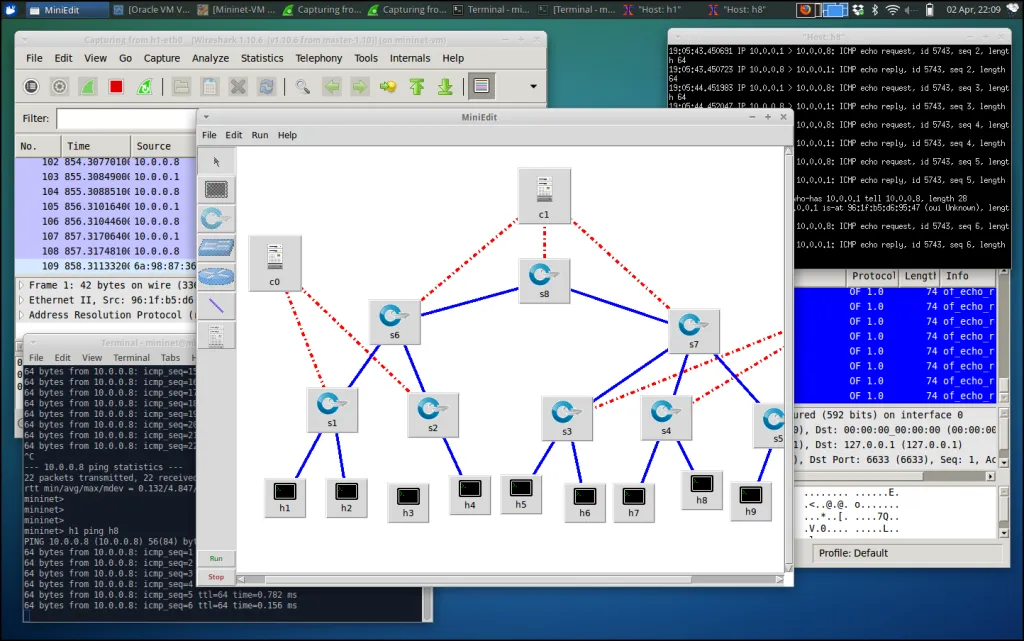 MiniEdit
[Oracle VM V...
[Mininet-VM ...
Capturing fro...
Capturing fro...
Terminal - mi...
[Terminal - m...
"Host: h1"
"Host: h8"
02 Apr, 22:09
Capturing from h1-eth0 [Wireshark 1.10.6 (v1.10.6 from master-1.10)] (on mininet-vm)
File Edit View Go Capture Analyze Statistics Telephony Tools Internals Help
Filter:
No. Time Source
102 854.3077010 10.0.0.8
103 855.3084900 10.0.0.1
104 855.3088510 10.0.0.8
105 856.3101640 10.0.0.1
106 856.3104460 10.0.0.8
107 857.3170640 10.0.0.1
108 857.3174810 10.0.0.8
109 858.3113320 6a:98:87:36
Frame 1: 42 bytes on wire (33
Ethernet II, Src: 96:1f:b5:d6
Address Resolution Protocol (
"Host: h8"
19:05:43.450691 IP 10.0.0.1 > 10.0.0.8: ICMP echo request, id 5743, seq 2, lengt
h 64
19:05:43.450723 IP 10.0.0.8 > 10.0.0.1: ICMP echo reply, id 5743, seq 2, length
64
19:05:44.451983 IP 10.0.0.1 > 10.0.0.8: ICMP echo request, id 5743, seq 3, lengt
h 64
19:05:44.452047 IP 10.0.0.8 > 10.0.0.1: ICMP echo reply, id 5743, seq 3, length
0.0.8: ICMP echo request, id 5743, seq 4, lengt
0.0.1: ICMP echo reply, id 5743, seq 4, length
0.0.8: ICMP echo request, id 5743, seq 5, lengt
0.0.1: ICMP echo reply, id 5743, seq 5, length
who-has 10.0.0.1 tell 10.0.0.8, length 28
.0.0.1 is-at 96:1f:b5:d6:95:47 (oui Unknown), lengt
0.0.8: ICMP echo request, id 5743, seq 6, lengt
0.0.1: ICMP echo reply, id 5743, seq 6, length
MiniEdit
File Edit Run Help
c1
c0
s8
s6
s7
s1
s2
s3
s4
s5
h1
h2
h3
h4
h5
h6
h7
h8
h9
Run
Stop
Protocol Length Info
OF 1.0 74 of_echo_r
OF 1.0 74 of_echo_r
OF 1.0 74 of_echo_r
OF 1.0 74 of_echo_r
OF 1.0 74 of_echo_r
OF 1.0 74 of_echo_r
OF 1.0 74 of_echo_r
OF 1.0 74 of_echo_r
ured (592 bits) on interface 0
0), Dst: 00:00:00_00:00:00 (00:00:00
1), Dst: 127.0.0.1 (127.0.0.1)
), Dst Port: 6633 (6633), Seq: 1, Ac
........ ......E.
.<..@.@. o.......
...*..[. ....7Q..
.V.0.... .....L..
Profile: Default
Terminal - mininet@mi
File Edit View Terminal Tabs
64 bytes from 10.0.0.8: icmp_seq=15
64 bytes from 10.0.0.8: icmp_seq=16
64 bytes from 10.0.0.8: icmp_seq=17
64 bytes from 10.0.0.8: icmp_seq=18
64 bytes from 10.0.0.8: icmp_seq=19
64 bytes from 10.0.0.8: icmp_seq=20
64 bytes from 10.0.0.8: icmp_seq=21
64 bytes from 10.0.0.8: icmp_seq=22
^C
--- 10.0.0.8 ping statistics ---
22 packets transmitted, 22 received
rtt min/avg/max/mdev = 0.132/4.847/
mininet>
mininet>
mininet>
mininet> h1 ping h8
PING 10.0.0.8 (10.0.0.8) 56(84) byt
64 bytes from 10.0.0.8: icmp_seq=1
64 bytes from 10.0.0.8: icmp_seq=2
64 bytes from 10.0.0.8: icmp_seq=3
64 bytes from 10.0.0.8: icmp_seq=4
64 bytes from 10.0.0.8: icmp_seq=5 ttl=64 time=0.782 ms
64 bytes from 10.0.0.8: icmp_seq=6 ttl=64 time=0.156 ms